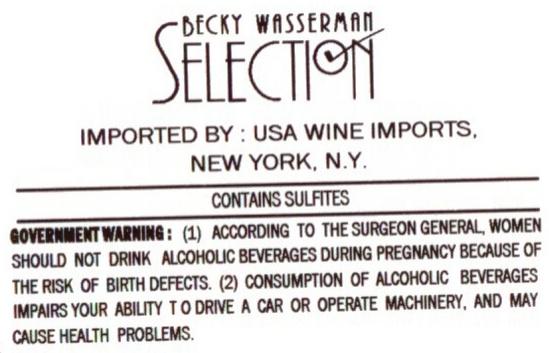 BECKY WASSERMAN
SELECTION
IMPORTED BY : USA WINE IMPORTS,
NEW YORK, N.Y.
CONTAINS SULFITES
GOVERNMENT WARNING: (1) ACCORDING TO THE SURGEON GENERAL, WOMEN
SHOULD NOT DRINK ALCOHOLIC BEVERAGES DURING PREGNANCY BECAUSE OF
THE RISK OF BIRTH DEFECTS. (2) CONSUMPTION OF ALCOHOLIC BEVERAGES
IMPAIRS YOUR ABILITY TO DRIVE A CAR OR OPERATE MACHINERY, AND MAY
CAUSE HEALTH PROBLEMS.